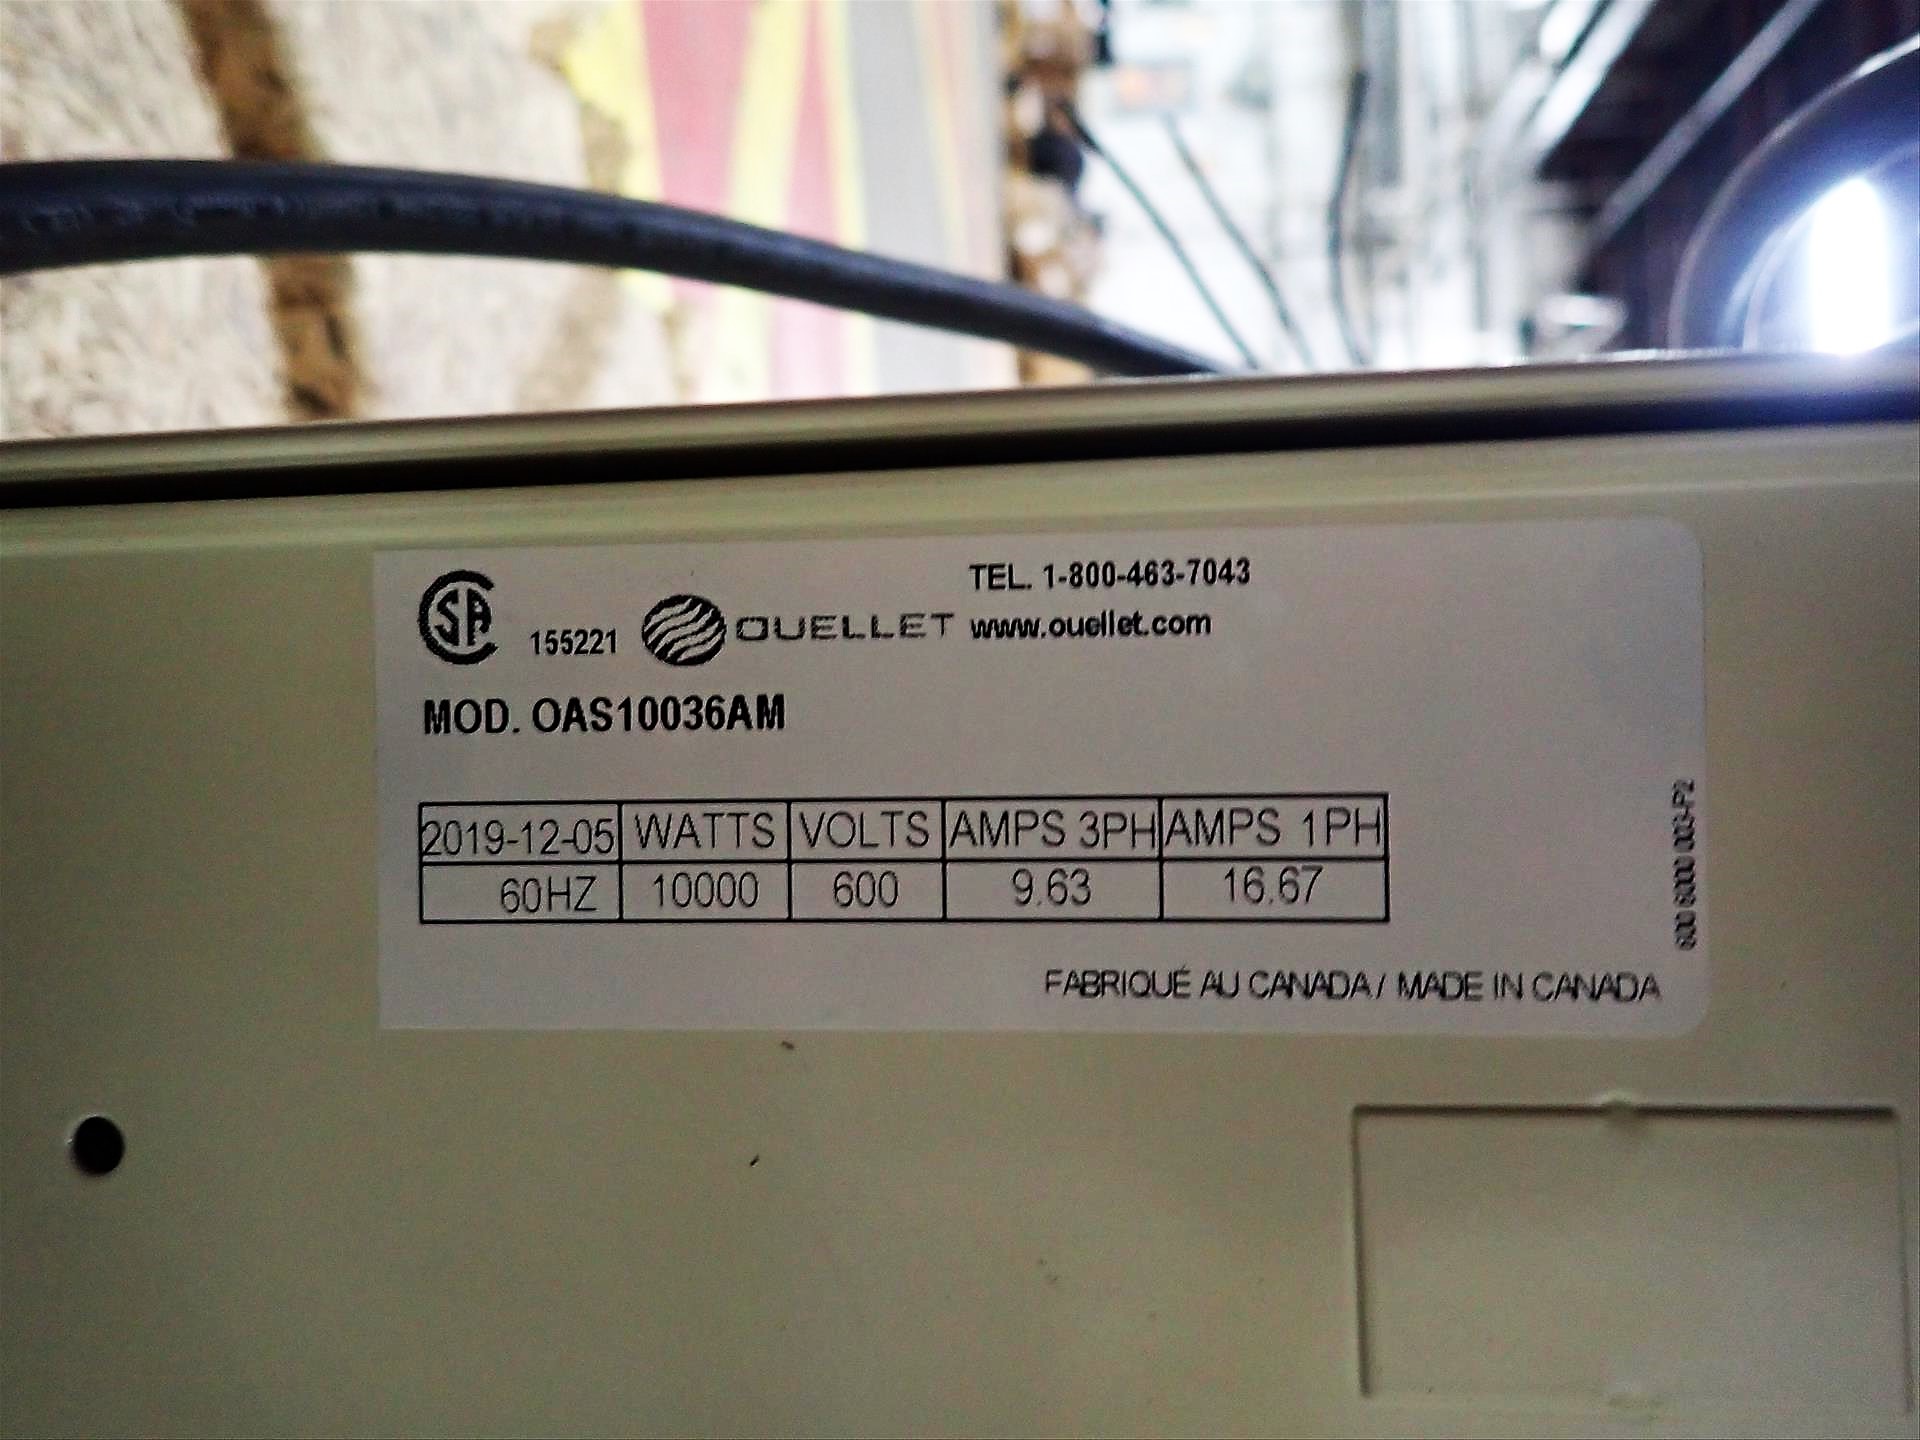 SA 155221 OUELLET TEL. 1-800-463-7043
www.ouellet.com
MOD. OAS10036AM
2019-12-05 WATTS VOLTS AMPS 3PH AMPS 1PH
60HZ 10000 600 9.63 16.67
FABRIQUÉ AU CANADA / MADE IN CANADA